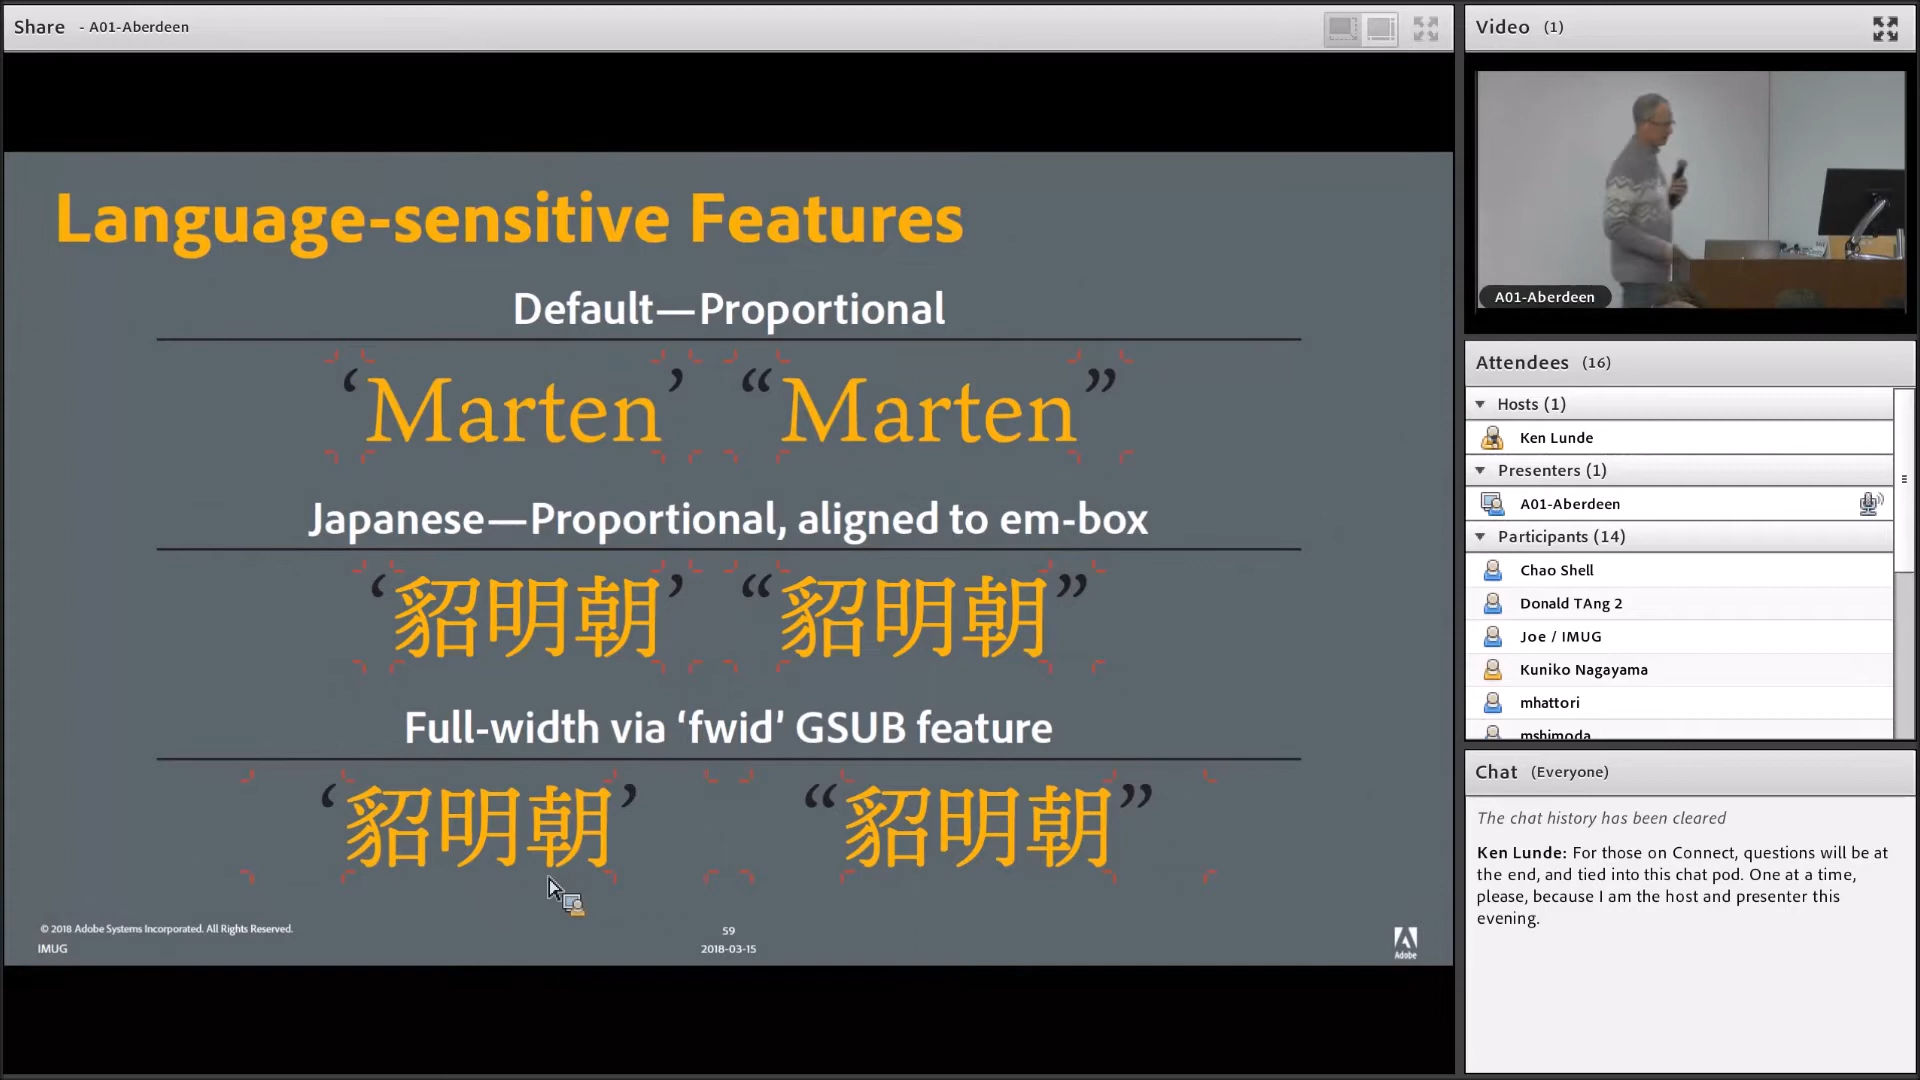 Share - A01-Aberdeen
Language-sensitive Features
Default—Proportional
‘Marten’ “Marten”
Japanese—Proportional, aligned to em-box
‘貂明朝’ “貂明朝”
Full-width via ‘fwid’ GSUB feature
‘貂明朝’ “貂明朝”
© 2018 Adobe Systems Incorporated. All Rights Reserved.
IMUG
59
2018-03-15
Adobe
Video (1)
A01-Aberdeen
Attendees (16)
Hosts (1)
Ken Lunde
Presenters (1)
A01-Aberdeen
Participants (14)
Chao Shell
Donald TAng 2
Joe / IMUG
Kuniko Nagayama
mhattori
mshimoda
Chat (Everyone)
The chat history has been cleared
Ken Lunde: For those on Connect, questions will be at
the end, and tied into this chat pod. One at a time,
please, because I am the host and presenter this
evening.